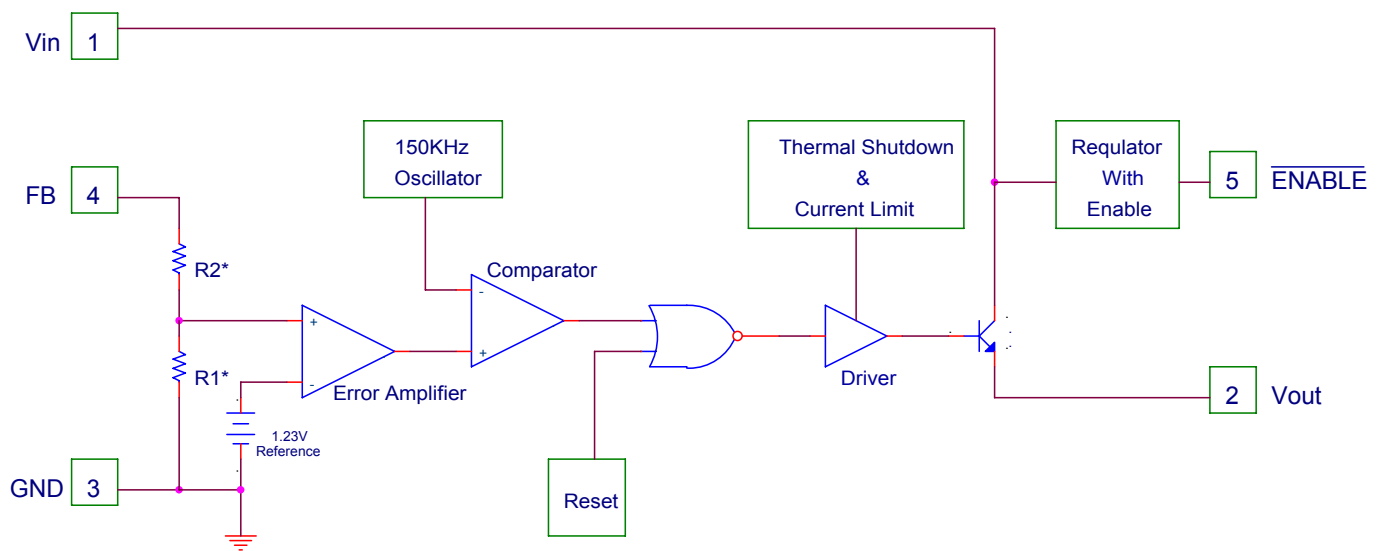 Vin 1
150KHz
Oscillator
Thermal Shutdown
&
Current Limit
Requlator
With
Enable
5 ENABLE
FB 4
R2*
Comparator
+
-
-
+
R1*
Error Amplifier
Driver
2 Vout
1.23V
Reference
GND 3
Reset